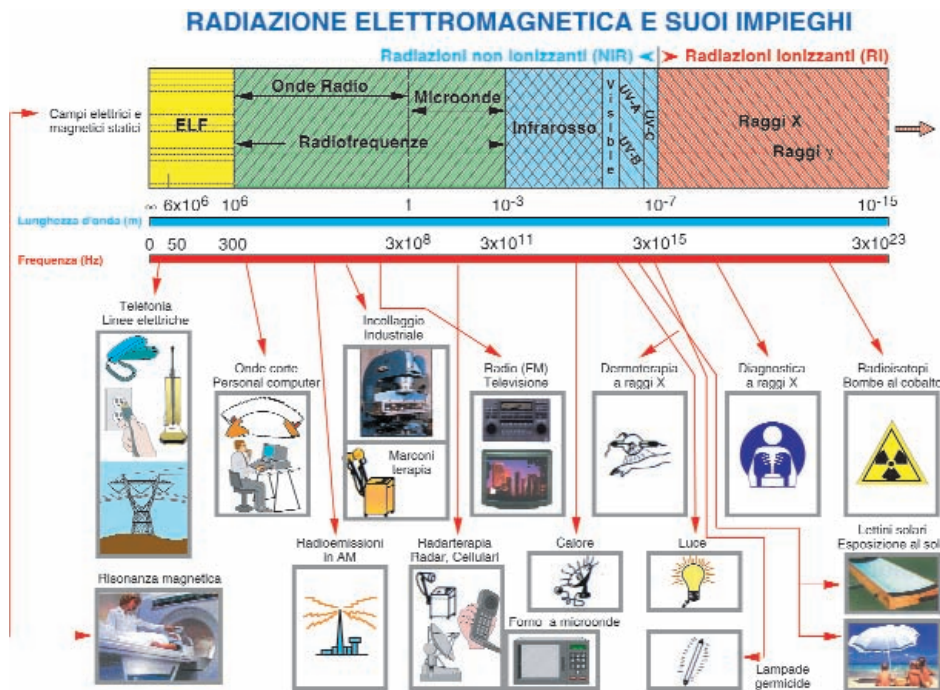 RADIAZIONE ELETTROMAGNETICA E SUOI IMPIEGHI
Radiazioni non ionizzanti (NIR)
Radiazioni Ionizzanti (RI)
Campi elettrici e
magnetici statici
ELF
Onde Radio
Microonde
Radiofrequenze
Infrarosso
Visibile
UV-A
UV-B
UV-C
Raggi X
Raggi γ
∞ 6x10⁶ 10⁶ 1 10⁻³ 10⁻⁷ 10⁻¹⁵
Lunghezza d'onda (m)
0 50 300 3x10⁸ 3x10¹¹ 3x10¹⁵ 3x10²³
Frequenza (Hz)
Telefonia
Linee elettriche
Onde corte
Personal computer
Incollaggio
Industriale
Marconi
terapia
Radio (FM)
Televisione
Dermoterapia
a raggi X
Diagnostica
a raggi X
Radioisotopi
Bombe al cobalto
Risonanza magnetica
Radioemissioni
in AM
Hadarterapia
Radar, Cellulari
Calore
Forno a microonde
Luce
Lampade
germicide
Lettini solari
Esposizione al sol